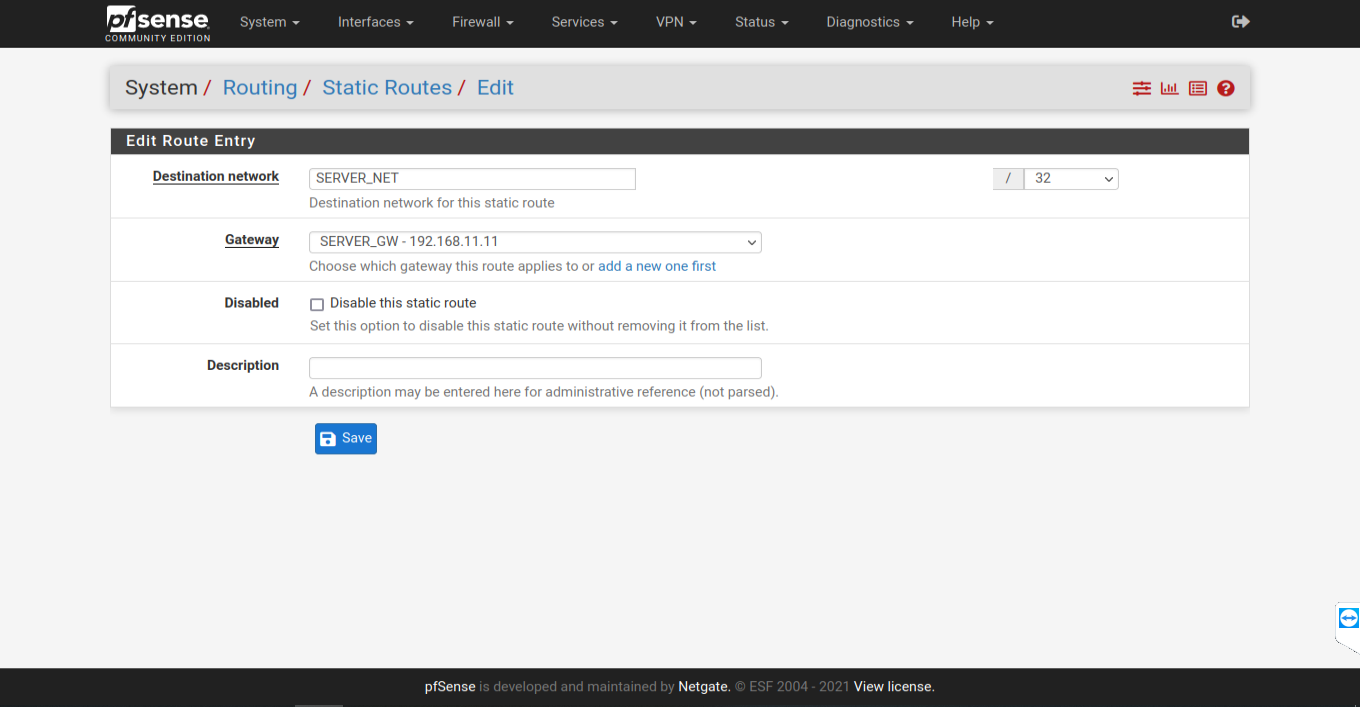 pfsense
COMMUNITY EDITION
System Interfaces Firewall Services VPN Status Diagnostics Help
System / Routing / Static Routes / Edit
Edit Route Entry
Destination network SERVER_NET / 32
Destination network for this static route
Gateway SERVER_GW - 192.168.11.11
Choose which gateway this route applies to or add a new one first
Disabled Disable this static route
Set this option to disable this static route without removing it from the list.
Description
A description may be entered here for administrative reference (not parsed).
Save
pfSense is developed and maintained by Netgate. © ESF 2004 - 2021 View license.